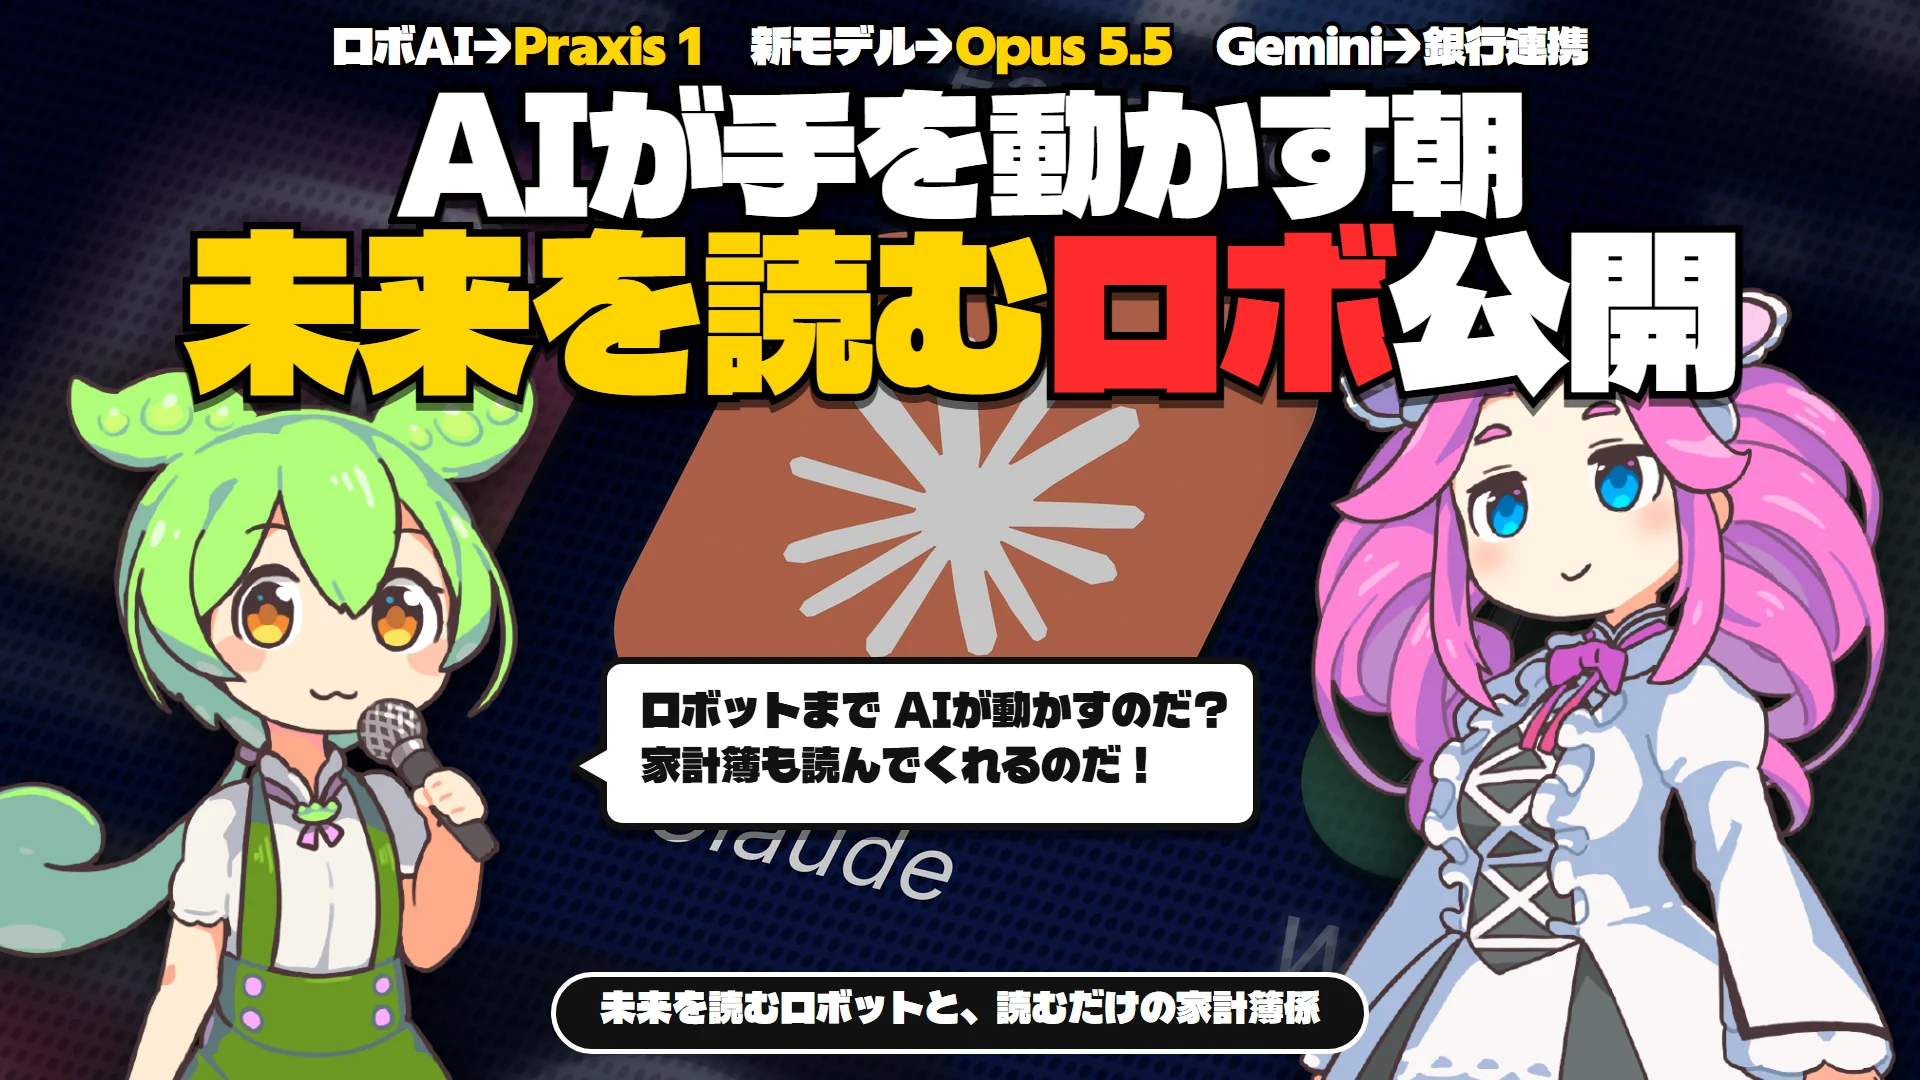 ロボAI→Praxis 1 新モデル→Opus 5.5 Gemini→銀行連携
AIが手を動かす朝
未来を読むロボ公開
ロボットまで AIが動かすのだ?
家計簿も読んでくれるのだ!
Claude
未来を読むロボットと、読むだけの家計簿係